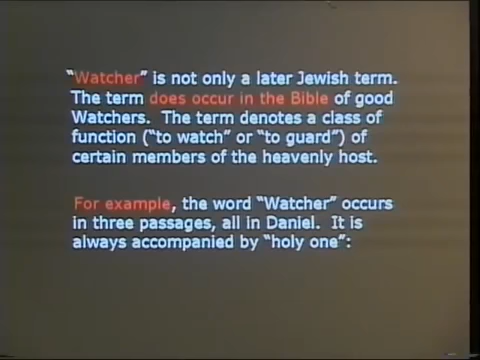 "Watcher" is not only a later Jewish term.
The term does occur in the Bible of good
Watchers.  The term denotes a class of
function ("to watch" or "to guard") of
certain members of the heavenly host.
For example, the word "Watcher" occurs
in three passages, all in Daniel.  It is
always accompanied by "holy one":